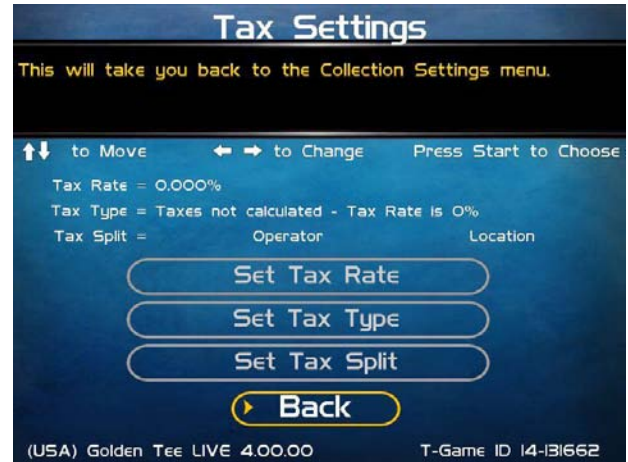 Tax Settings
This will take you back to the Collection Settings menu.
to Move to Change Press Start to Choose
Tax Rate = 0.000%
Tax Type = Taxes not calculated - Tax Rate is 0%
Tax Split = Operator Location
Set Tax Rate
Set Tax Type
Set Tax Split
Back
(USA) Golden Tee LIVE 4.00.00 T-Game ID 14-131662